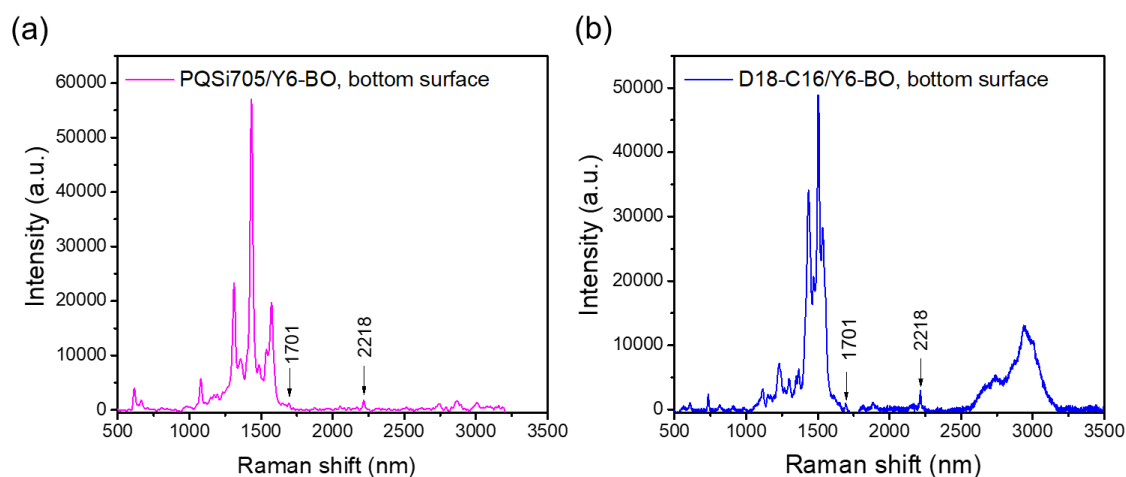 (a)
PQSi705/Y6-BO, bottom surface
Intensity (a.u.)
60000
50000
40000
30000
20000
10000
0
1701
2218
500 1000 1500 2000 2500 3000 3500
Raman shift (nm)
(b)
D18-C16/Y6-BO, bottom surface
Intensity (a.u.)
50000
40000
30000
20000
10000
0
1701
2218
500 1000 1500 2000 2500 3000 3500
Raman shift (nm)